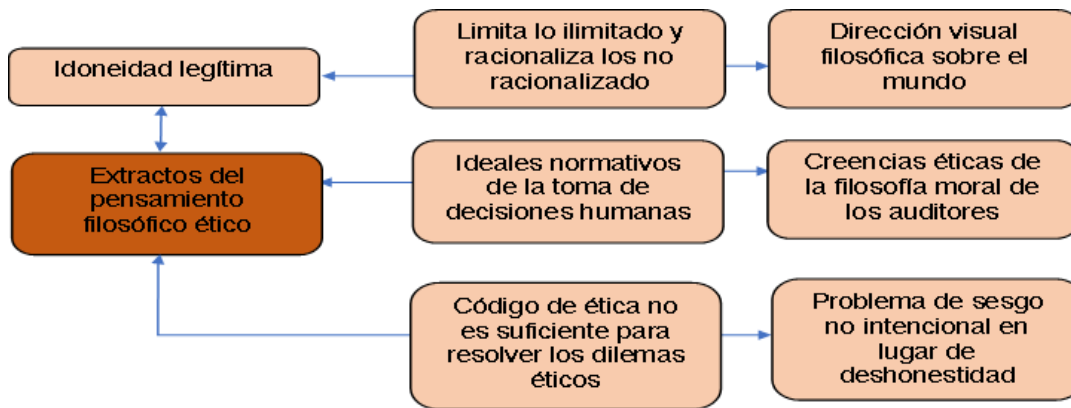 Idoneidad legítima
Limita lo ilimitado y
racionaliza los no
racionalizado
Dirección visual
filosófica sobre el
mundo
Extractos del
pensamiento
filosófico ético
Ideales normativos
de la toma de
decisiones humanas
Creencias éticas de
la filosofía moral de
los auditores
Código de ética no
es suficiente para
resolver los dilemas
éticos
Problema de sesgo
no intencional en
lugar de
deshonestidad